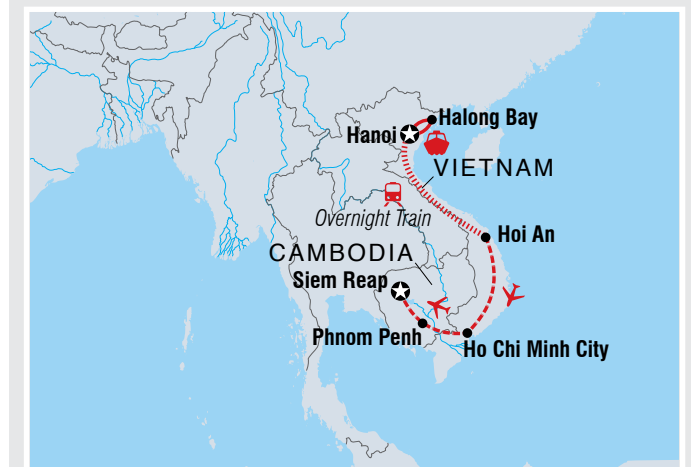 Halong Bay
Hanoi
VIETNAM
Overnight Train
Hoi An
CAMBODIA
Siem Reap
Phnom Penh
Ho Chi Minh City